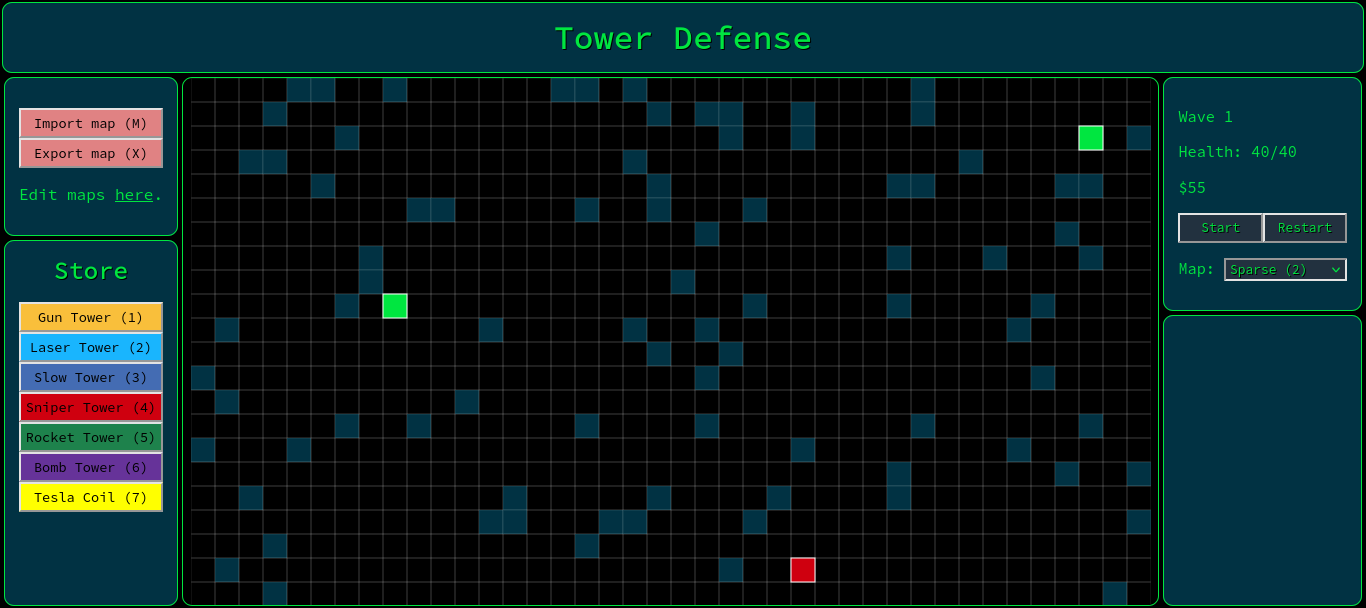 Tower Defense
Import map (M)
Export map (X)
Edit maps here.
Store
Gun Tower (1)
Laser Tower (2)
Slow Tower (3)
Sniper Tower (4)
Rocket Tower (5)
Bomb Tower (6)
Tesla Coil (7)
Wave 1
Health: 40/40
$55
Start Restart
Map: Sparse (2)